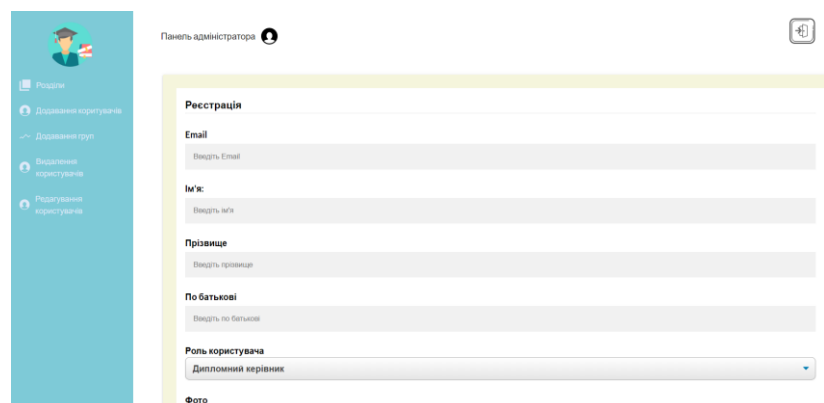 Панель адміністратора
Розділи
Додавання коритувачів
Додавання груп
Видалення
користувачів
Редагування
користувачів
Реєстрація
Email
Введіть Email
Ім'я:
Введіть ім'я
Прізвище
Введіть прізвище
По батькові
Введіть по батькові
Роль користувача
Дипломний керівник
Фото